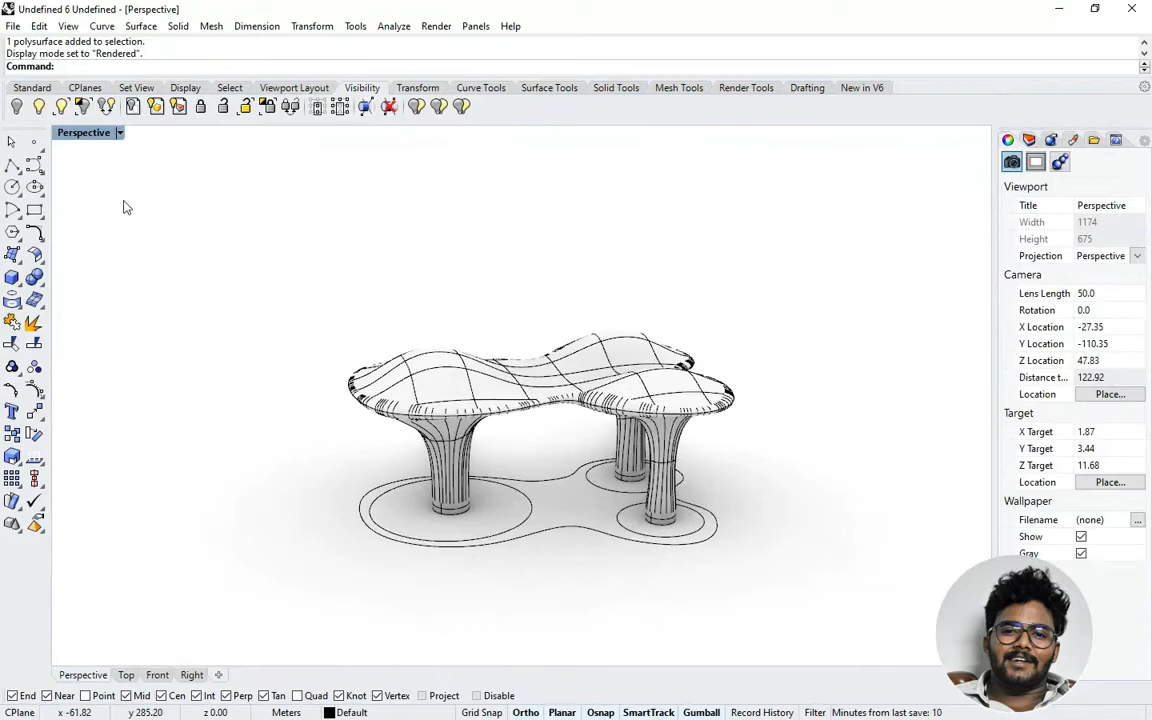 Undefined 6 Undefined - [Perspective]
File Edit View Curve Surface Solid Mesh Dimension Transform Tools Analyze Render Panels Help
1 polysurface added to selection.
Display mode set to "Rendered".
Command:
Standard CPlanes Set View Display Select Viewport Layout Visibility Transform Curve Tools Surface Tools Solid Tools Mesh Tools Render Tools Drafting New in V6
Perspective
Viewport
Title Perspective
Width 1174
Height 675
Projection Perspective
Camera
Lens Length 50.0
Rotation 0.0
X Location -27.35
Y Location -110.35
Z Location 47.83
Distance t... 122.92
Location Place...
Target
X Target 1.87
Y Target 3.44
Z Target 11.68
Location Place...
Wallpaper
Filename (none) ...
Show
Gray
Perspective Top Front Right
End Near Point Mid Cen Int Perp Tan Quad Knot Vertex Project Disable
CPlane x -61.82 y 285.20 z 0.00 Meters Default Grid Snap Ortho Planar Osnap SmartTrack Gumball Record History Filter Minutes from last save: 10